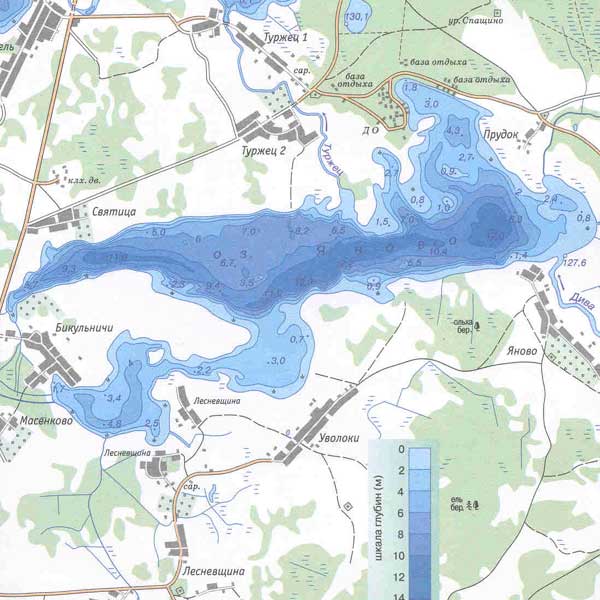 130,1
ур. Спащино
Туржец 1
ель
сар.
база отдыха
база
отдыха
база отдыха
1,8
3,0
ДО
4,3
Прудок
Туржец 2
Туржец
2,7
2,7
0,9
клх. дв.
0,8
1,0
2
2,4
0,8
Святица
5,0
6
7,0
8,2
6,5
1,5
7,0
6,3
О З.
ЯНОВО
6,7
10,4
5,5
1,4
127,6
9,3
11,0
2,3
9,4
9,5
0,9
Дива
Бикульничи
ольха
бер.
0,7
Яново
3,0
2,2
3,4
Лесневщина
4,8
2,5
Масёнково
Уволоки
Лесневщина
сар.
ель
бер.
Лесневщина
шкала глубин (м)
0
2
4
6
8
10
12
14